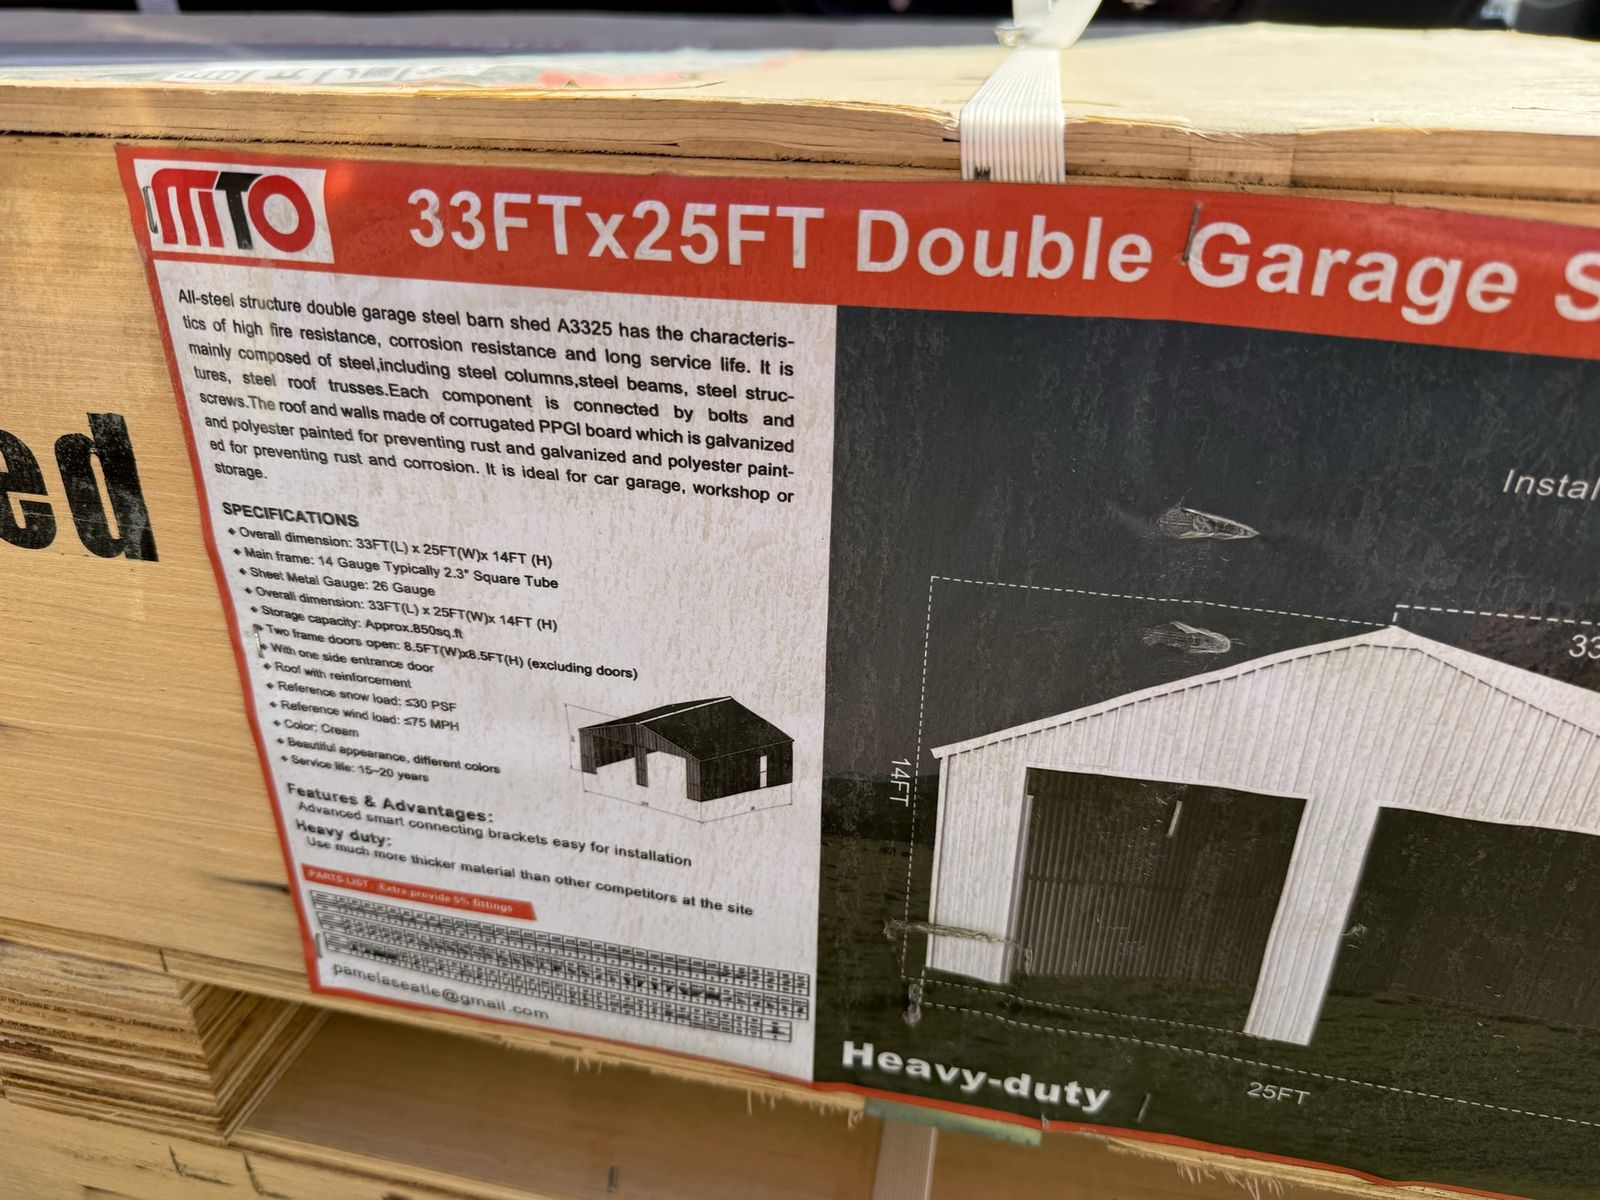 MITO
33FTx25FT Double Garage S
All-steel structure double garage steel barn shed A3325 has the characteris-
tics of high fire resistance, corrosion resistance and long service life. It is
mainly composed of steel,including steel columns,steel beams, steel struc-
tures, steel roof trusses.Each component is connected by bolts and
screws.The roof and walls made of corrugated PPGI board which is galvanized
and polyester painted for preventing rust and galvanized and polyester paint-
ed for preventing rust and corrosion. It is ideal for car garage, workshop or
storage.
ed
SPECIFICATIONS
Overall dimension: 33FT(L) x 25FT(W)x 14FT (H)
Main frame: 14 Gauge Typically 2.3" Square Tube
Sheet Metal Gauge: 26 Gauge
Overall dimension: 33FT(L) x 25FT(W)x 14FT (H)
Storage capacity: Approx.850sq.ft
Two frame doors open: 8.5FT(W)x8.5FT(H) (excluding doors)
With one side entrance door
Roof with reinforcement
Reference snow load: ≤30 PSF
Reference wind load: ≤75 MPH
Color: Cream
Beautiful appearance, different colors
Service life: 15~20 years
Features & Advantages:
Advanced smart connecting brackets easy for installation
Heavy duty:
Use much more thicker material than other competitors at the site
PARTS LIST: Extra provide 5% fittings
pamelaseatle@gmail.com
Instal
33
14FT
25FT
Heavy-duty